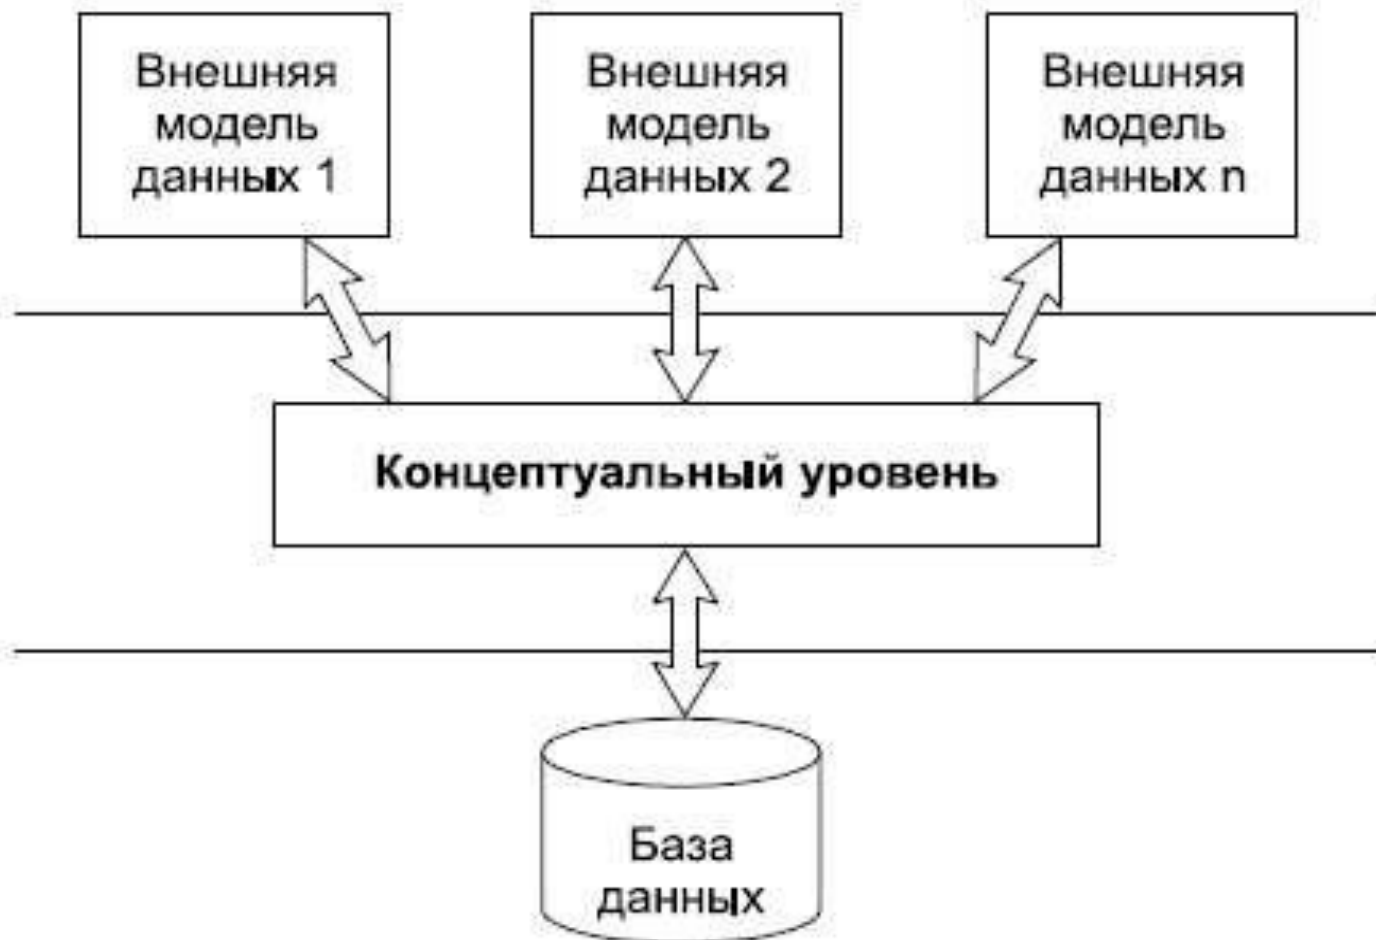 Внешняя
модель
данных 1
Внешняя
модель
данных 2
Внешняя
модель
данных n
Концептуальный уровень
База
данных